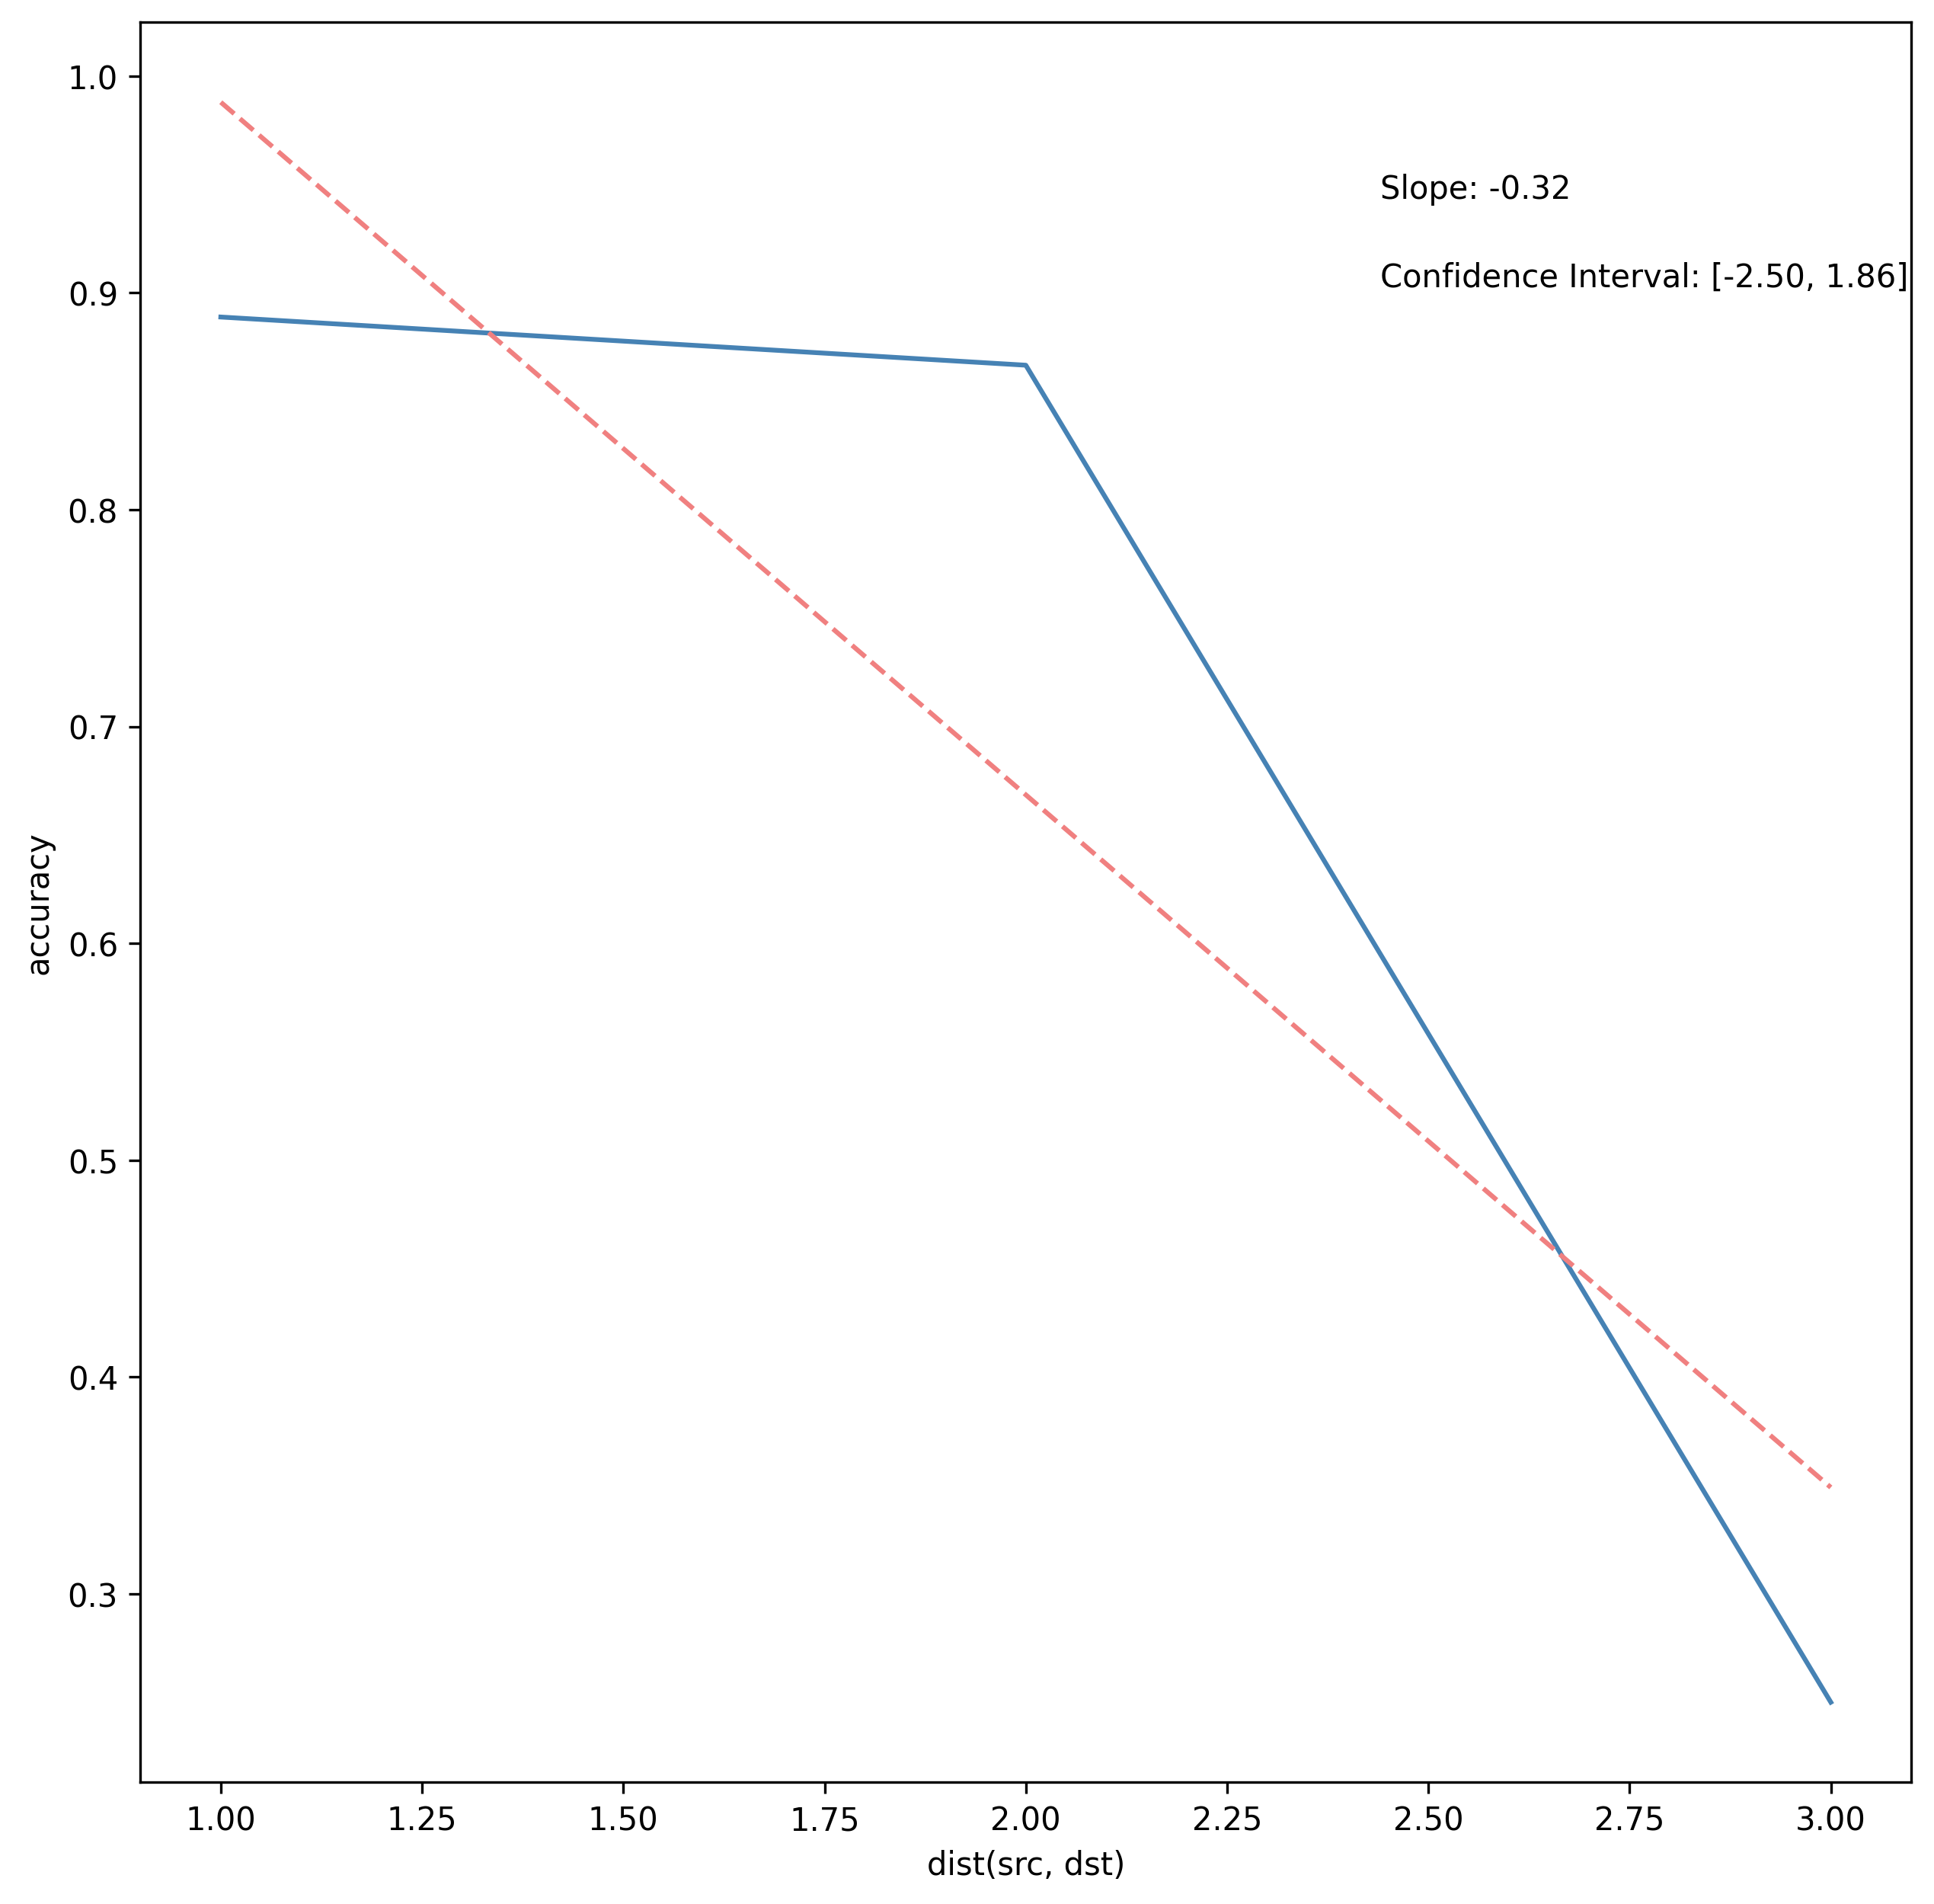 1.0
0.9
0.8
0.7
0.6
0.5
0.4
0.3
accuracy
Slope: -0.32
Confidence Interval: [-2.50, 1.86]
1.00 1.25 1.50 1.75 2.00 2.25 2.50 2.75 3.00
dist(src, dst)